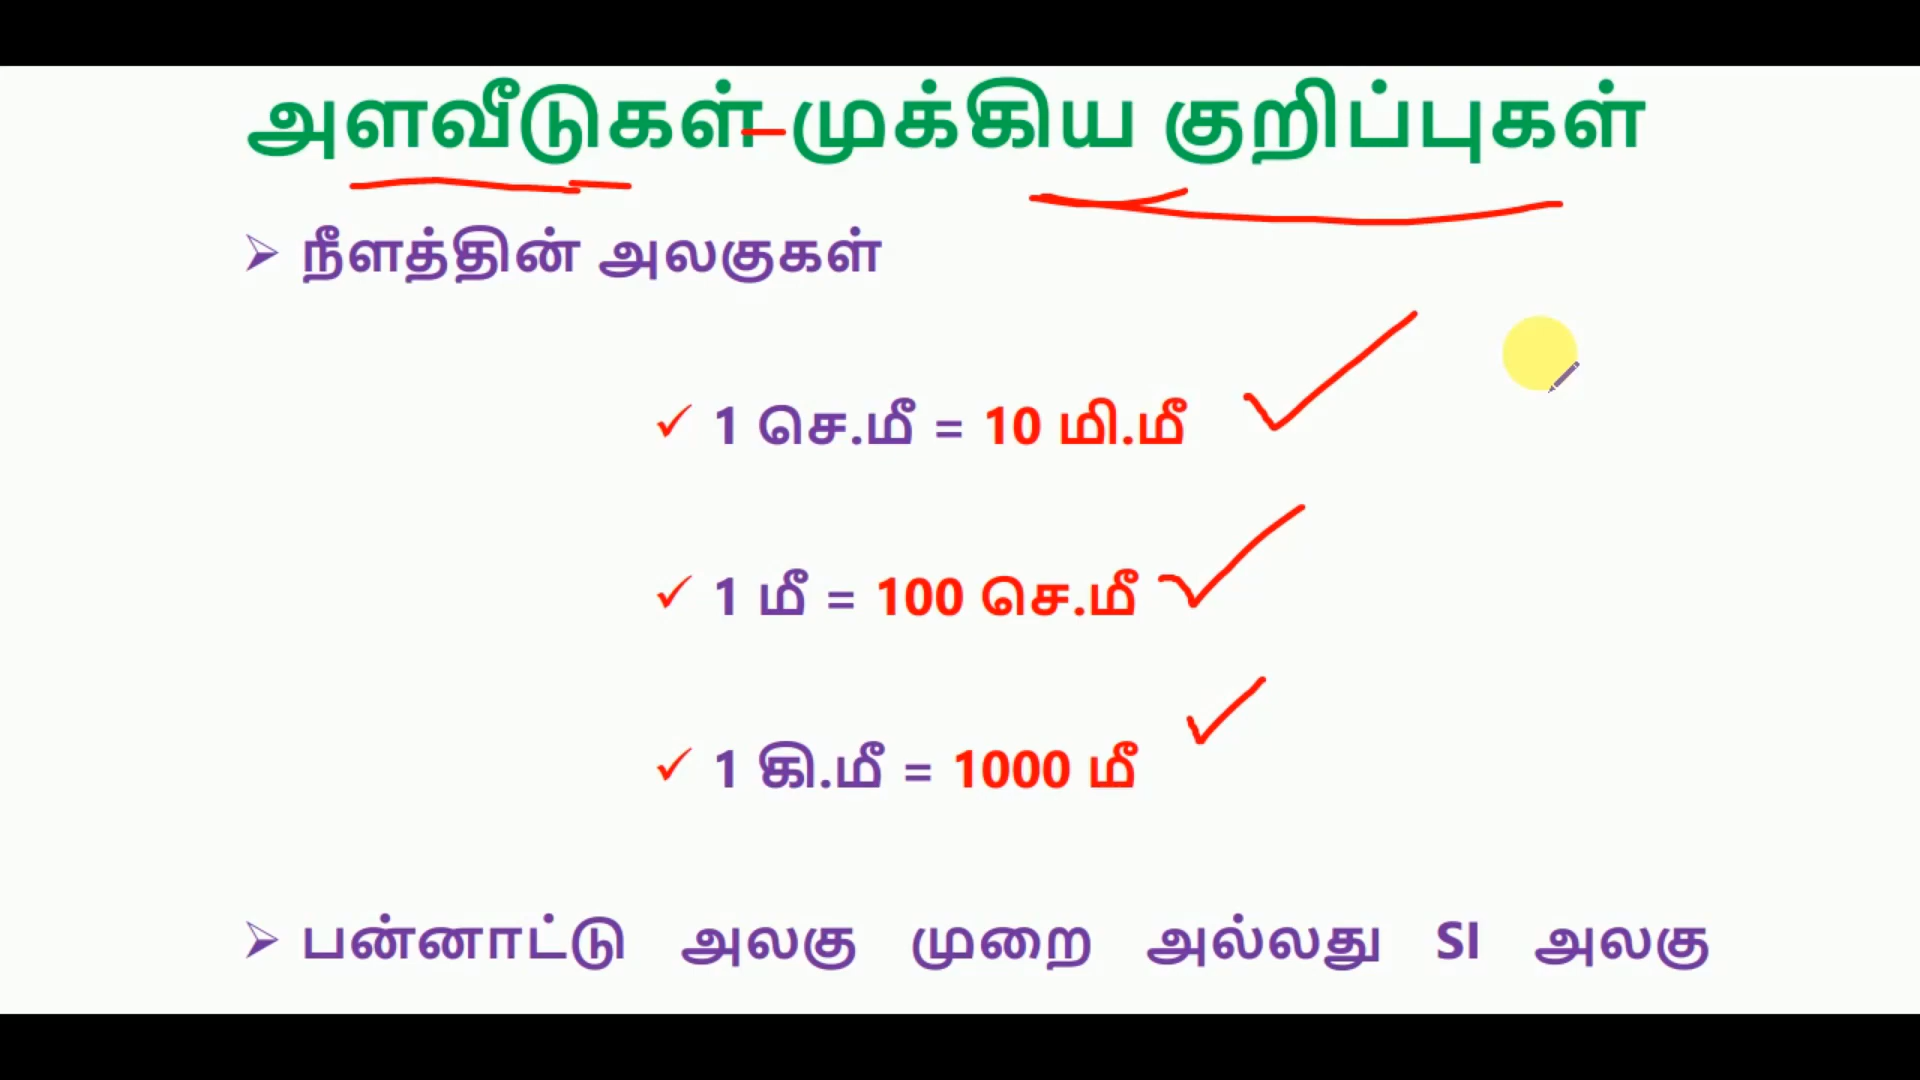 அளவீடுகள்-முக்கிய குறிப்புகள்
நீளத்தின் அலகுகள்
1 செ.மீ = 10 மி.மீ
1 மீ = 100 செ.மீ
1 கி.மீ = 1000 மீ
பன்னாட்டு அலகு முறை அல்லது SI அலகு